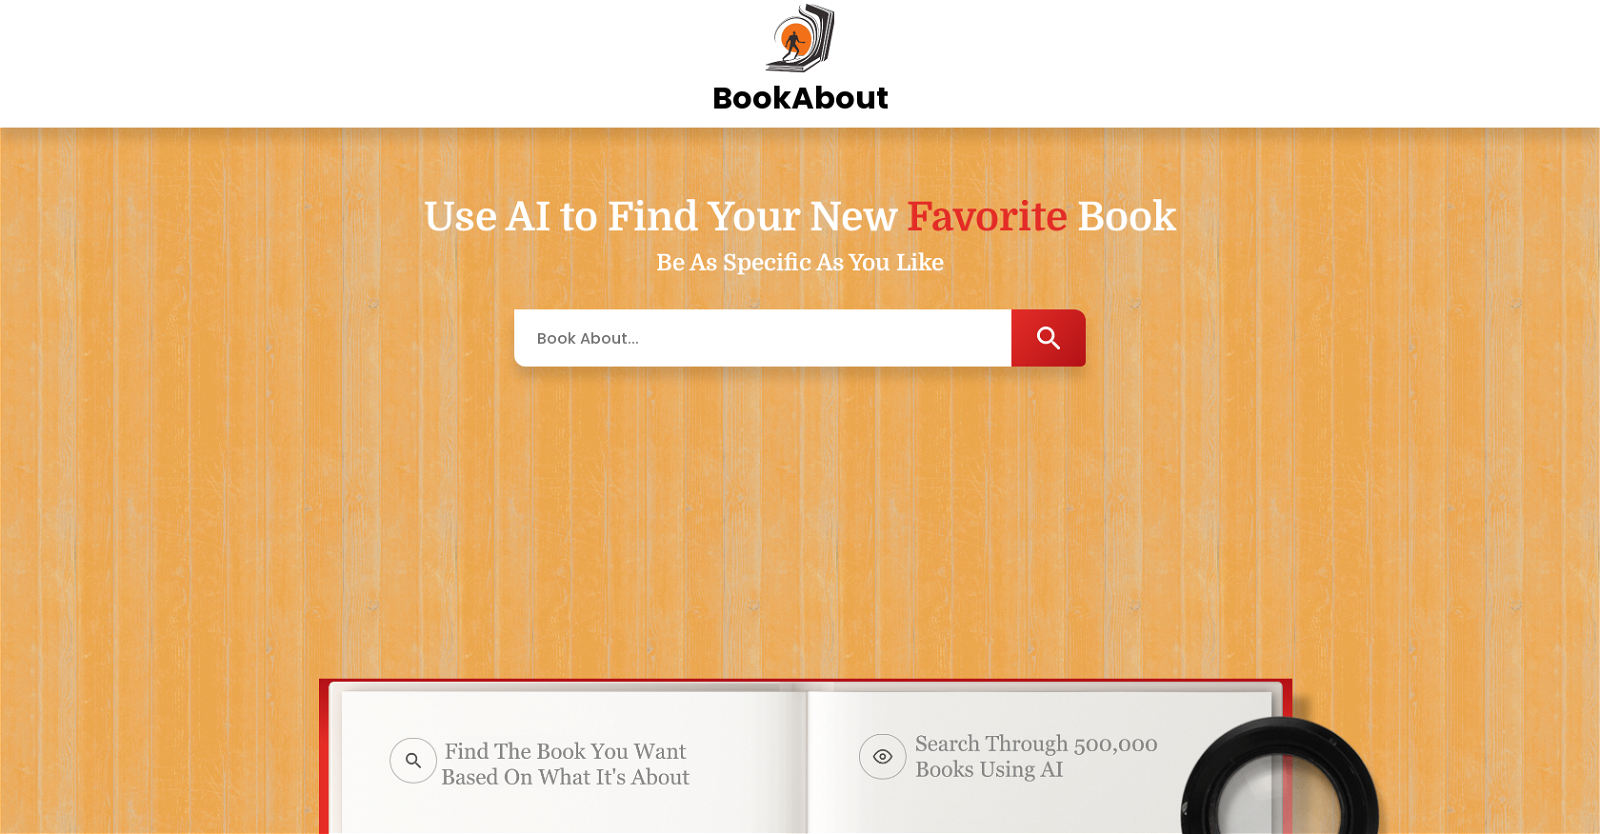 BookAbout
Use AI to Find Your New Favorite Book
Be As Specific As You Like
Book About...
Find The Book You Want
Based On What It's About
Search Through 500,000
Books Using AI